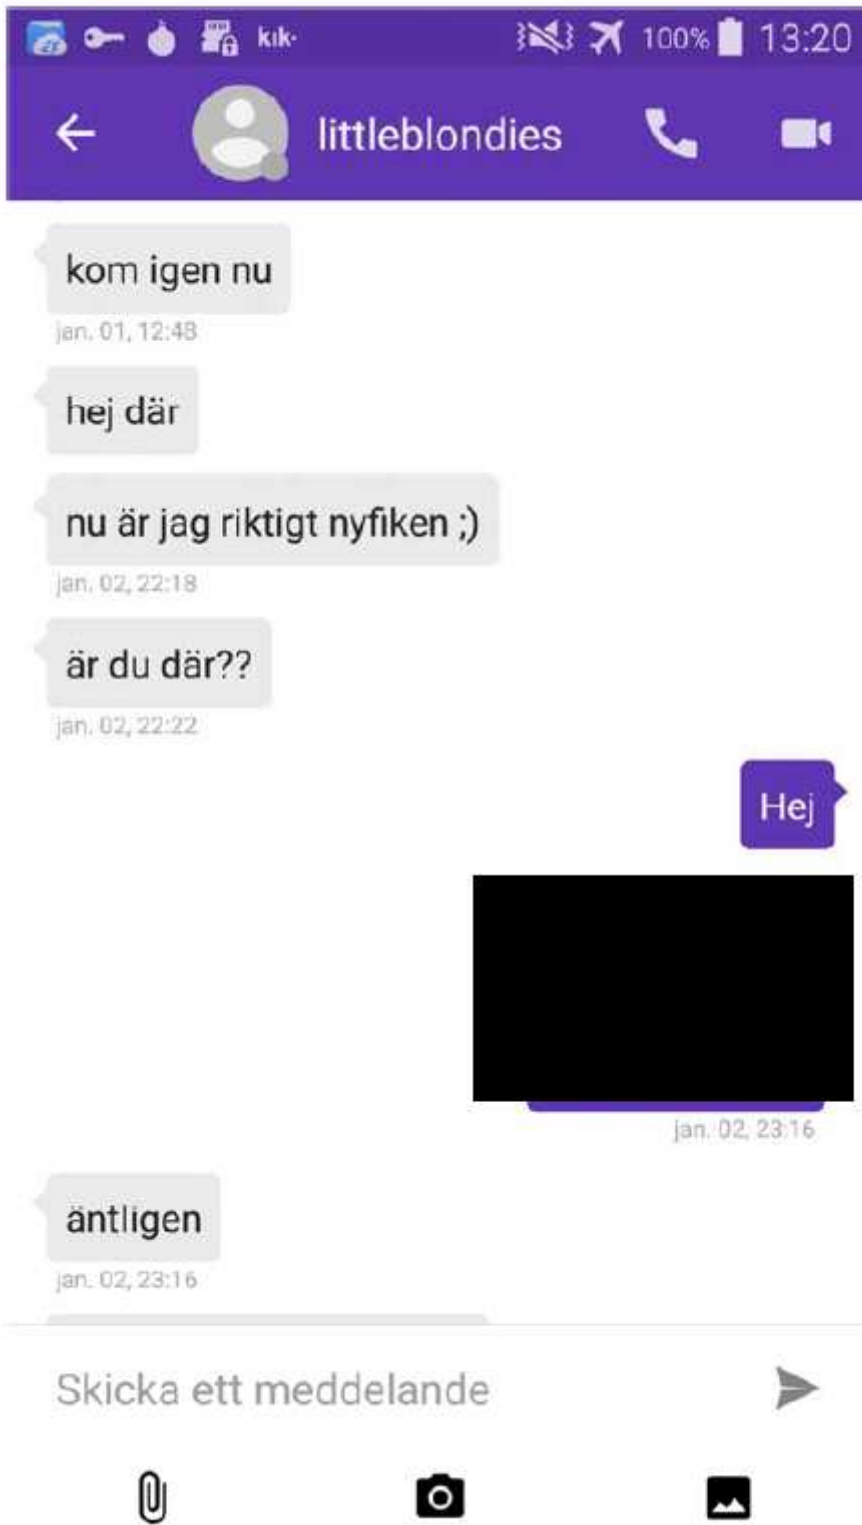 kik· 100% 13:20
littleblondies
kom igen nu
jan. 01, 12:48
hej där
nu är jag riktigt nyfiken ;)
jan. 02, 22:18
är du där??
jan. 02, 22:22
Hej
jan. 02, 23:16
äntligen
jan. 02, 23:16
Skicka ett meddelande